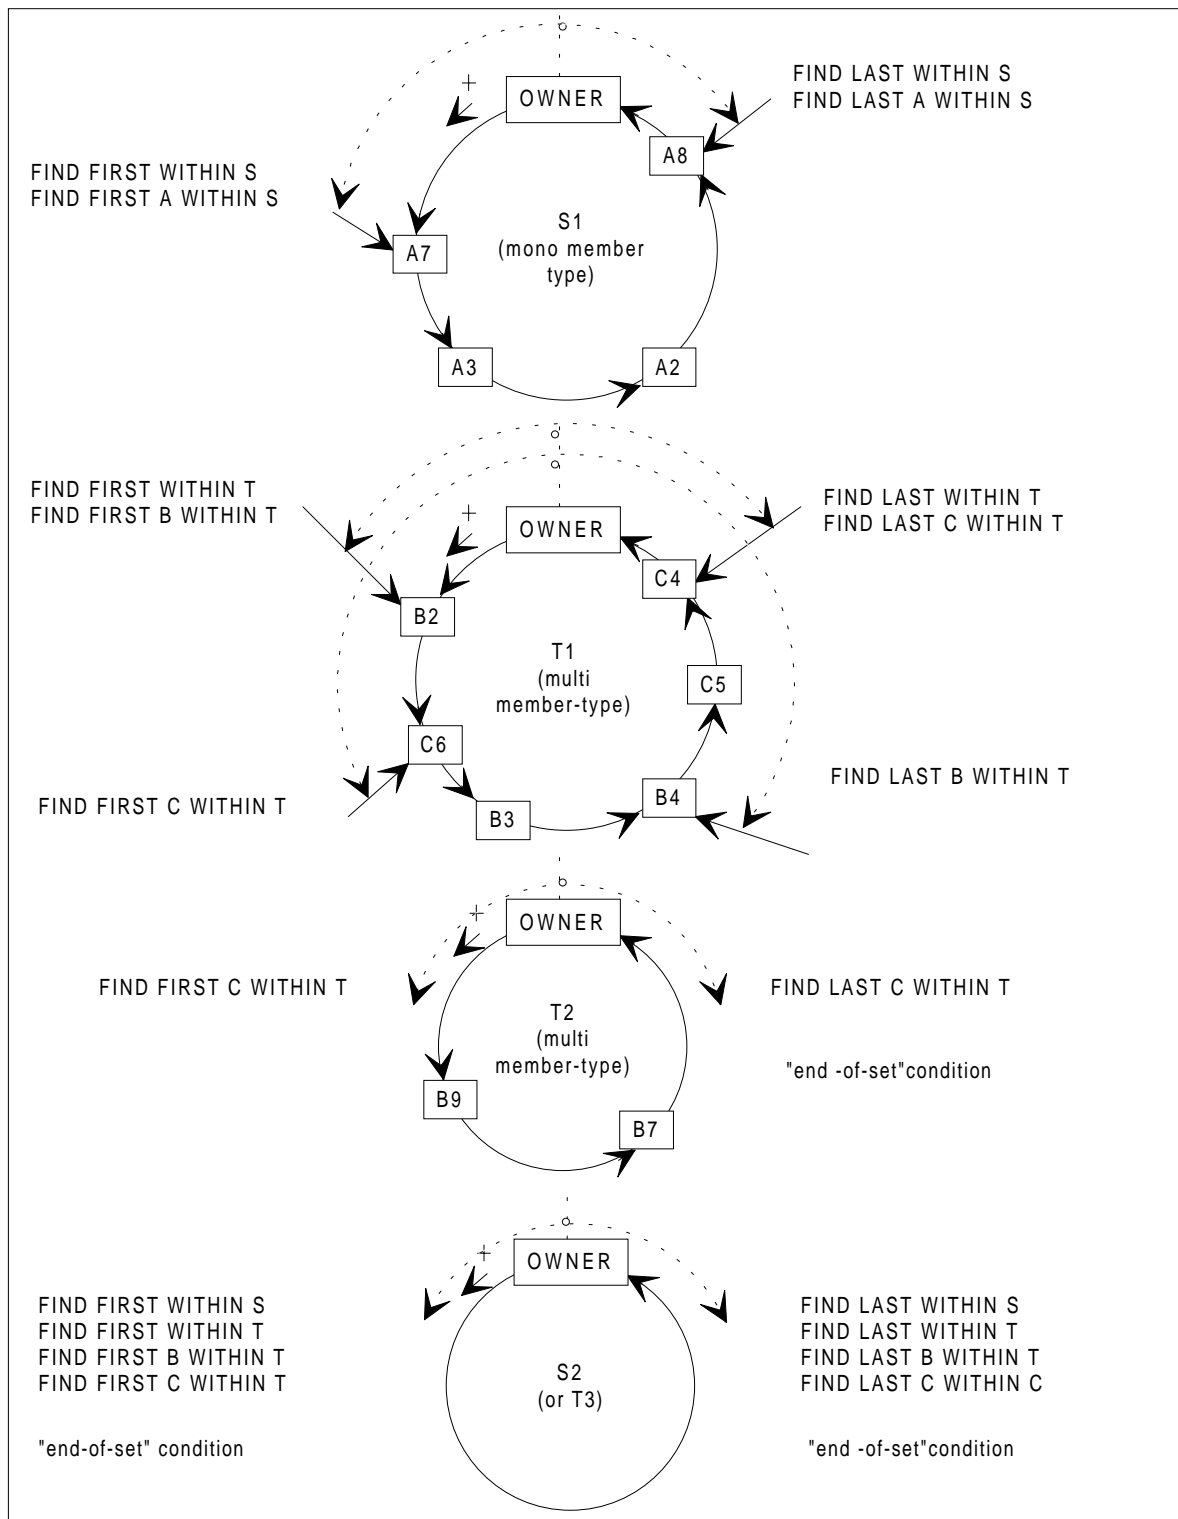 OWNER
FIND LAST WITHIN S
FIND LAST A WITHIN S
A8
FIND FIRST WITHIN S
FIND FIRST A WITHIN S
S1
(mono member
type)
A7
A3
A2
FIND FIRST WITHIN T
FIND FIRST B WITHIN T
OWNER
FIND LAST WITHIN T
FIND LAST C WITHIN T
C4
B2
T1
(multi
member-type)
C5
C6
FIND LAST B WITHIN T
FIND FIRST C WITHIN T
B3
B4
OWNER
FIND FIRST C WITHIN T
FIND LAST C WITHIN T
T2
(multi
member-type)
"end -of-set"condition
B9
B7
OWNER
FIND FIRST WITHIN S
FIND FIRST WITHIN T
FIND FIRST B WITHIN T
FIND FIRST C WITHIN T
FIND LAST WITHIN S
FIND LAST WITHIN T
FIND LAST B WITHIN T
FIND LAST C WITHIN C
S2
(or T3)
"end-of-set" condition
"end -of-set"condition